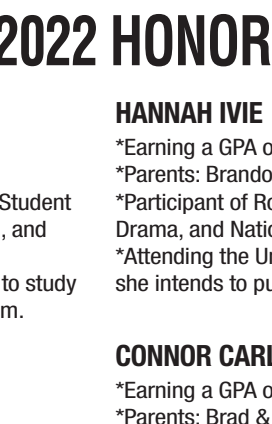 2022 HONOR
Student
, and
to study
m.
HANNAH IVIE
*Earning a GPA o
*Parents: Brando
*Participant of Ro
Drama, and Natio
*Attending the Un
she intends to pu
CONNOR CARL
*Earning a GPA o
*Parents: Brad &